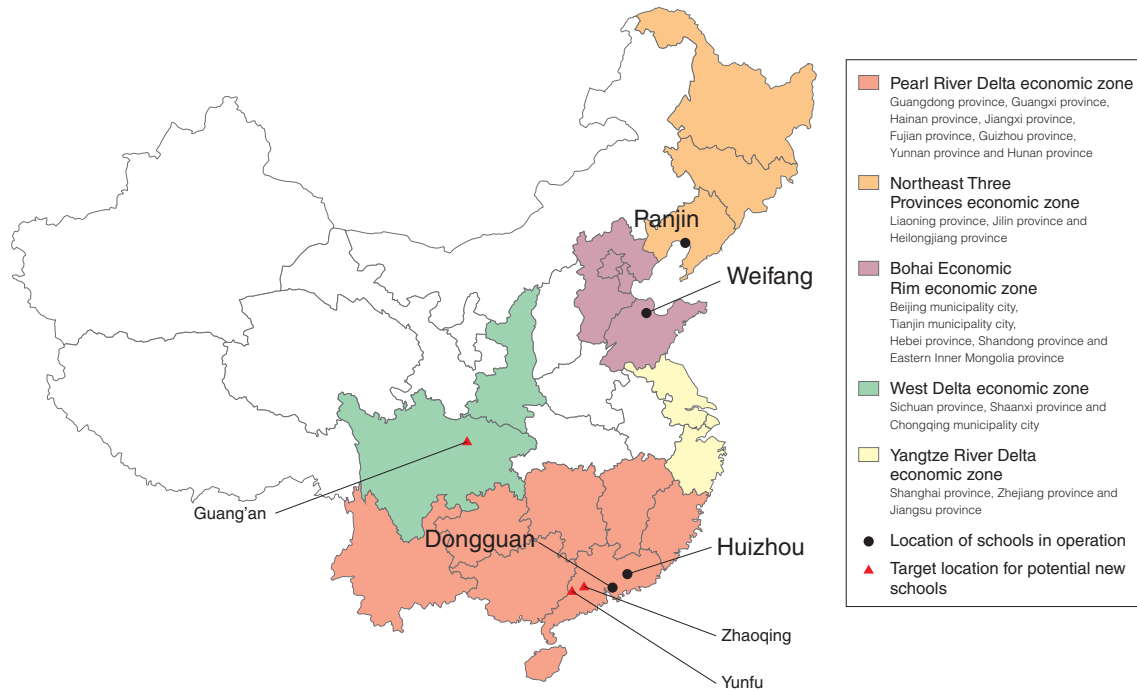 Panjin
Weifang
Guang'an
Dongguan
Huizhou
Zhaoqing
Yunfu
Pearl River Delta economic zone
Guangdong province, Guangxi province,
Hainan province, Jiangxi province,
Fujian province, Guizhou province,
Yunnan province and Hunan province
Northeast Three
Provinces economic zone
Liaoning province, Jilin province and
Heilongjiang province
Bohai Economic
Rim economic zone
Beijing municipality city,
Tianjin municipality city,
Hebei province, Shandong province and
Eastern Inner Mongolia province
West Delta economic zone
Sichuan province, Shaanxi province and
Chongqing municipality city
Yangtze River Delta
economic zone
Shanghai province, Zhejiang province and
Jiangsu province
Location of schools in operation
Target location for potential new
schools